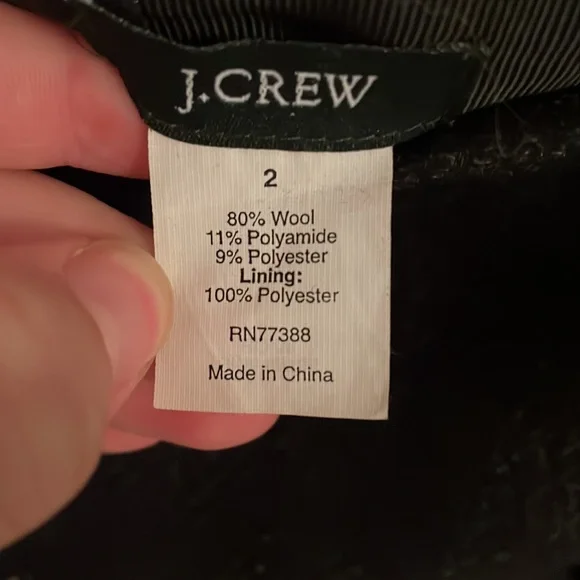 J.CREW
2
80% Wool
11% Polyamide
9% Polyester
Lining:
100% Polyester
RN77388
Made in China